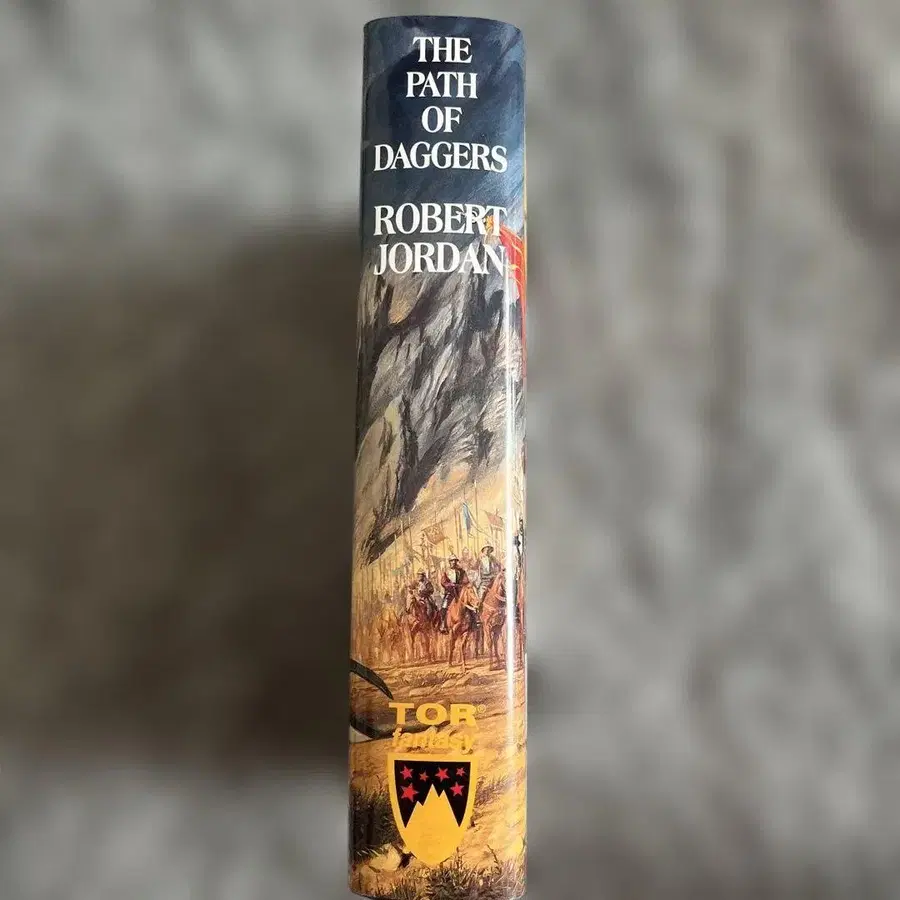 THE
PATH
OF
DAGGERS
ROBERT
JORDAN
TOR®
fantasy